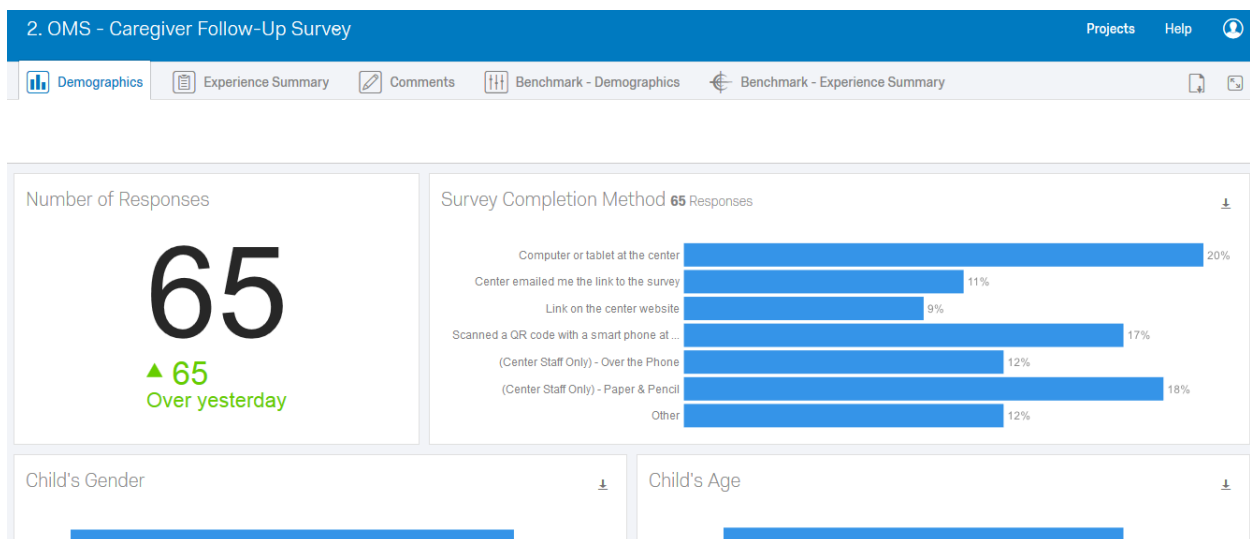 2. OMS - Caregiver Follow-Up Survey
Projects Help
Demographics Experience Summary Comments Benchmark - Demographics Benchmark - Experience Summary
Number of Responses
65
65
Over yesterday
Survey Completion Method 65 Responses
Computer or tablet at the center 20%
Center emailed me the link to the survey 11%
Link on the center website 9%
Scanned a QR code with a smart phone at ... 17%
(Center Staff Only) - Over the Phone 12%
(Center Staff Only) - Paper & Pencil 18%
Other 12%
Child's Gender
Child's Age